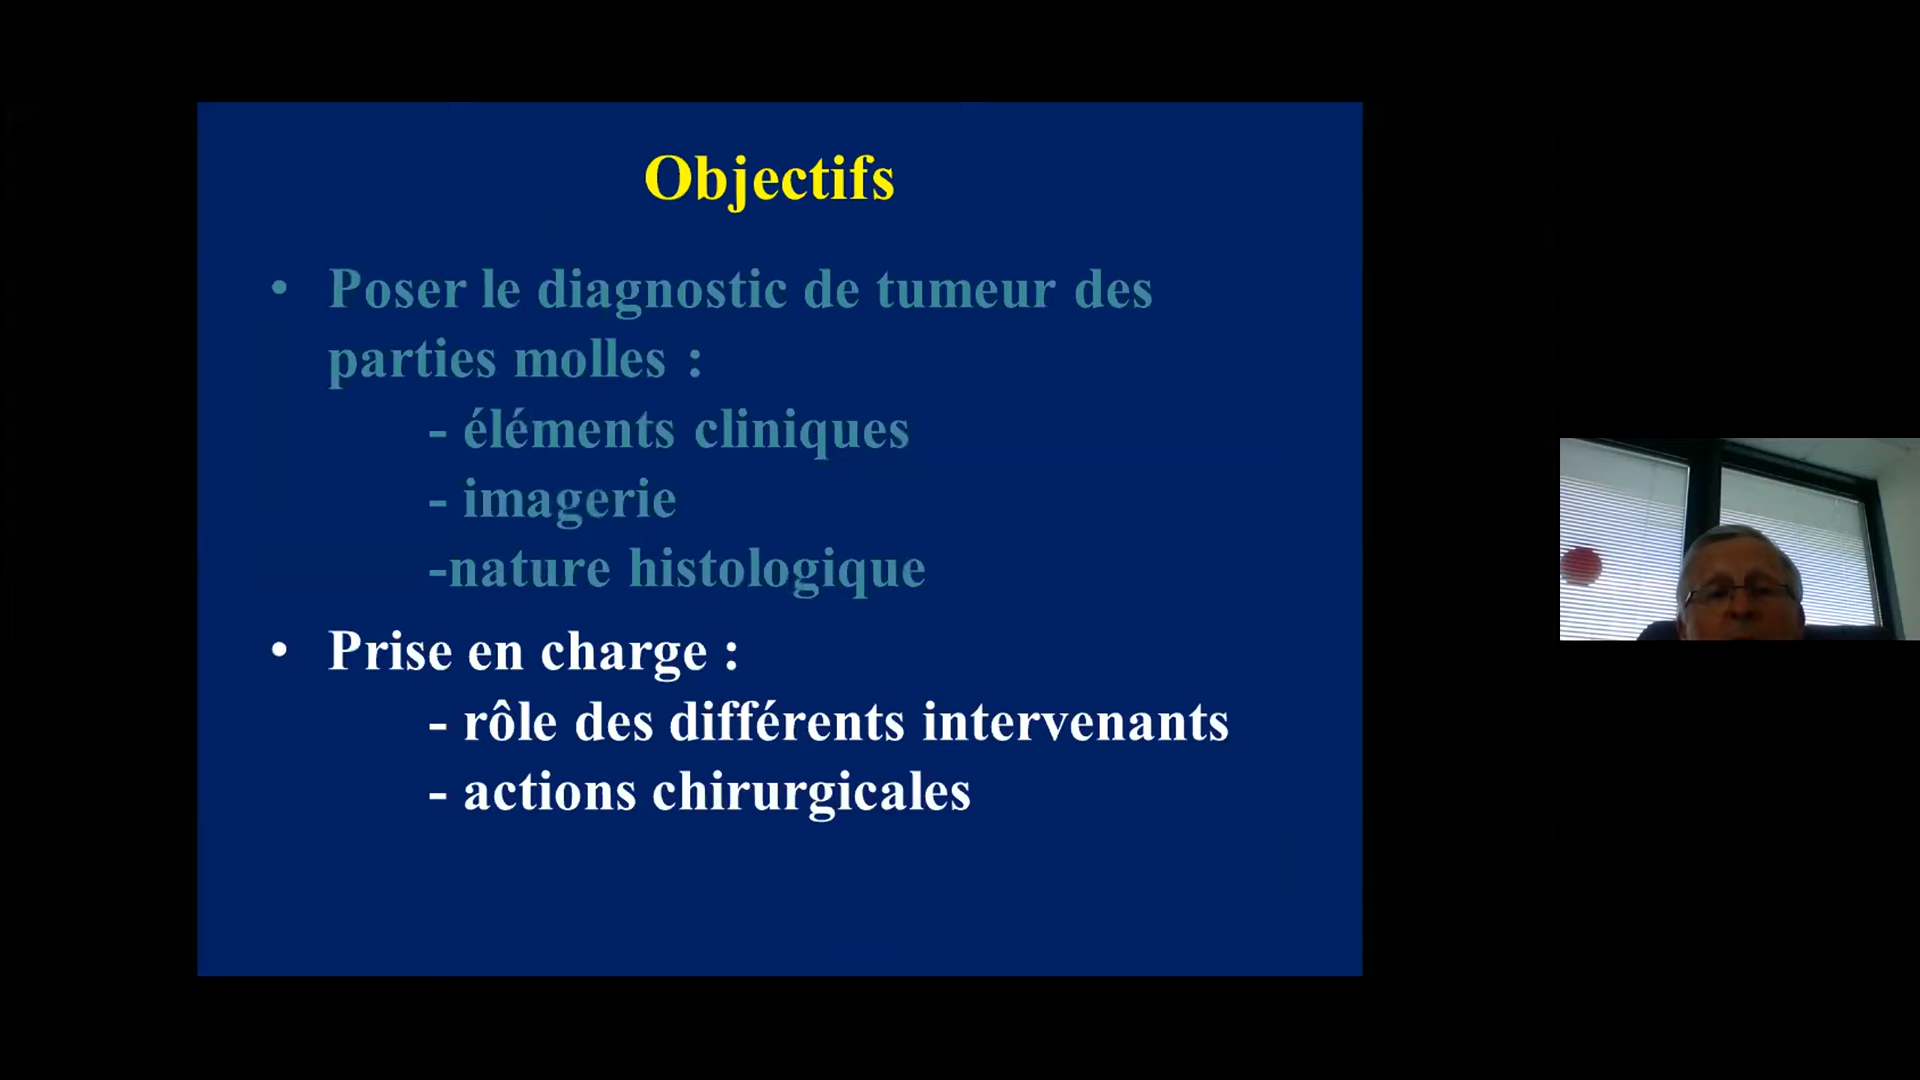 Objectifs
• Poser le diagnostic de tumeur des
parties molles :
- éléments cliniques
- imagerie
-nature histologique
• Prise en charge :
- rôle des différents intervenants
- actions chirurgicales